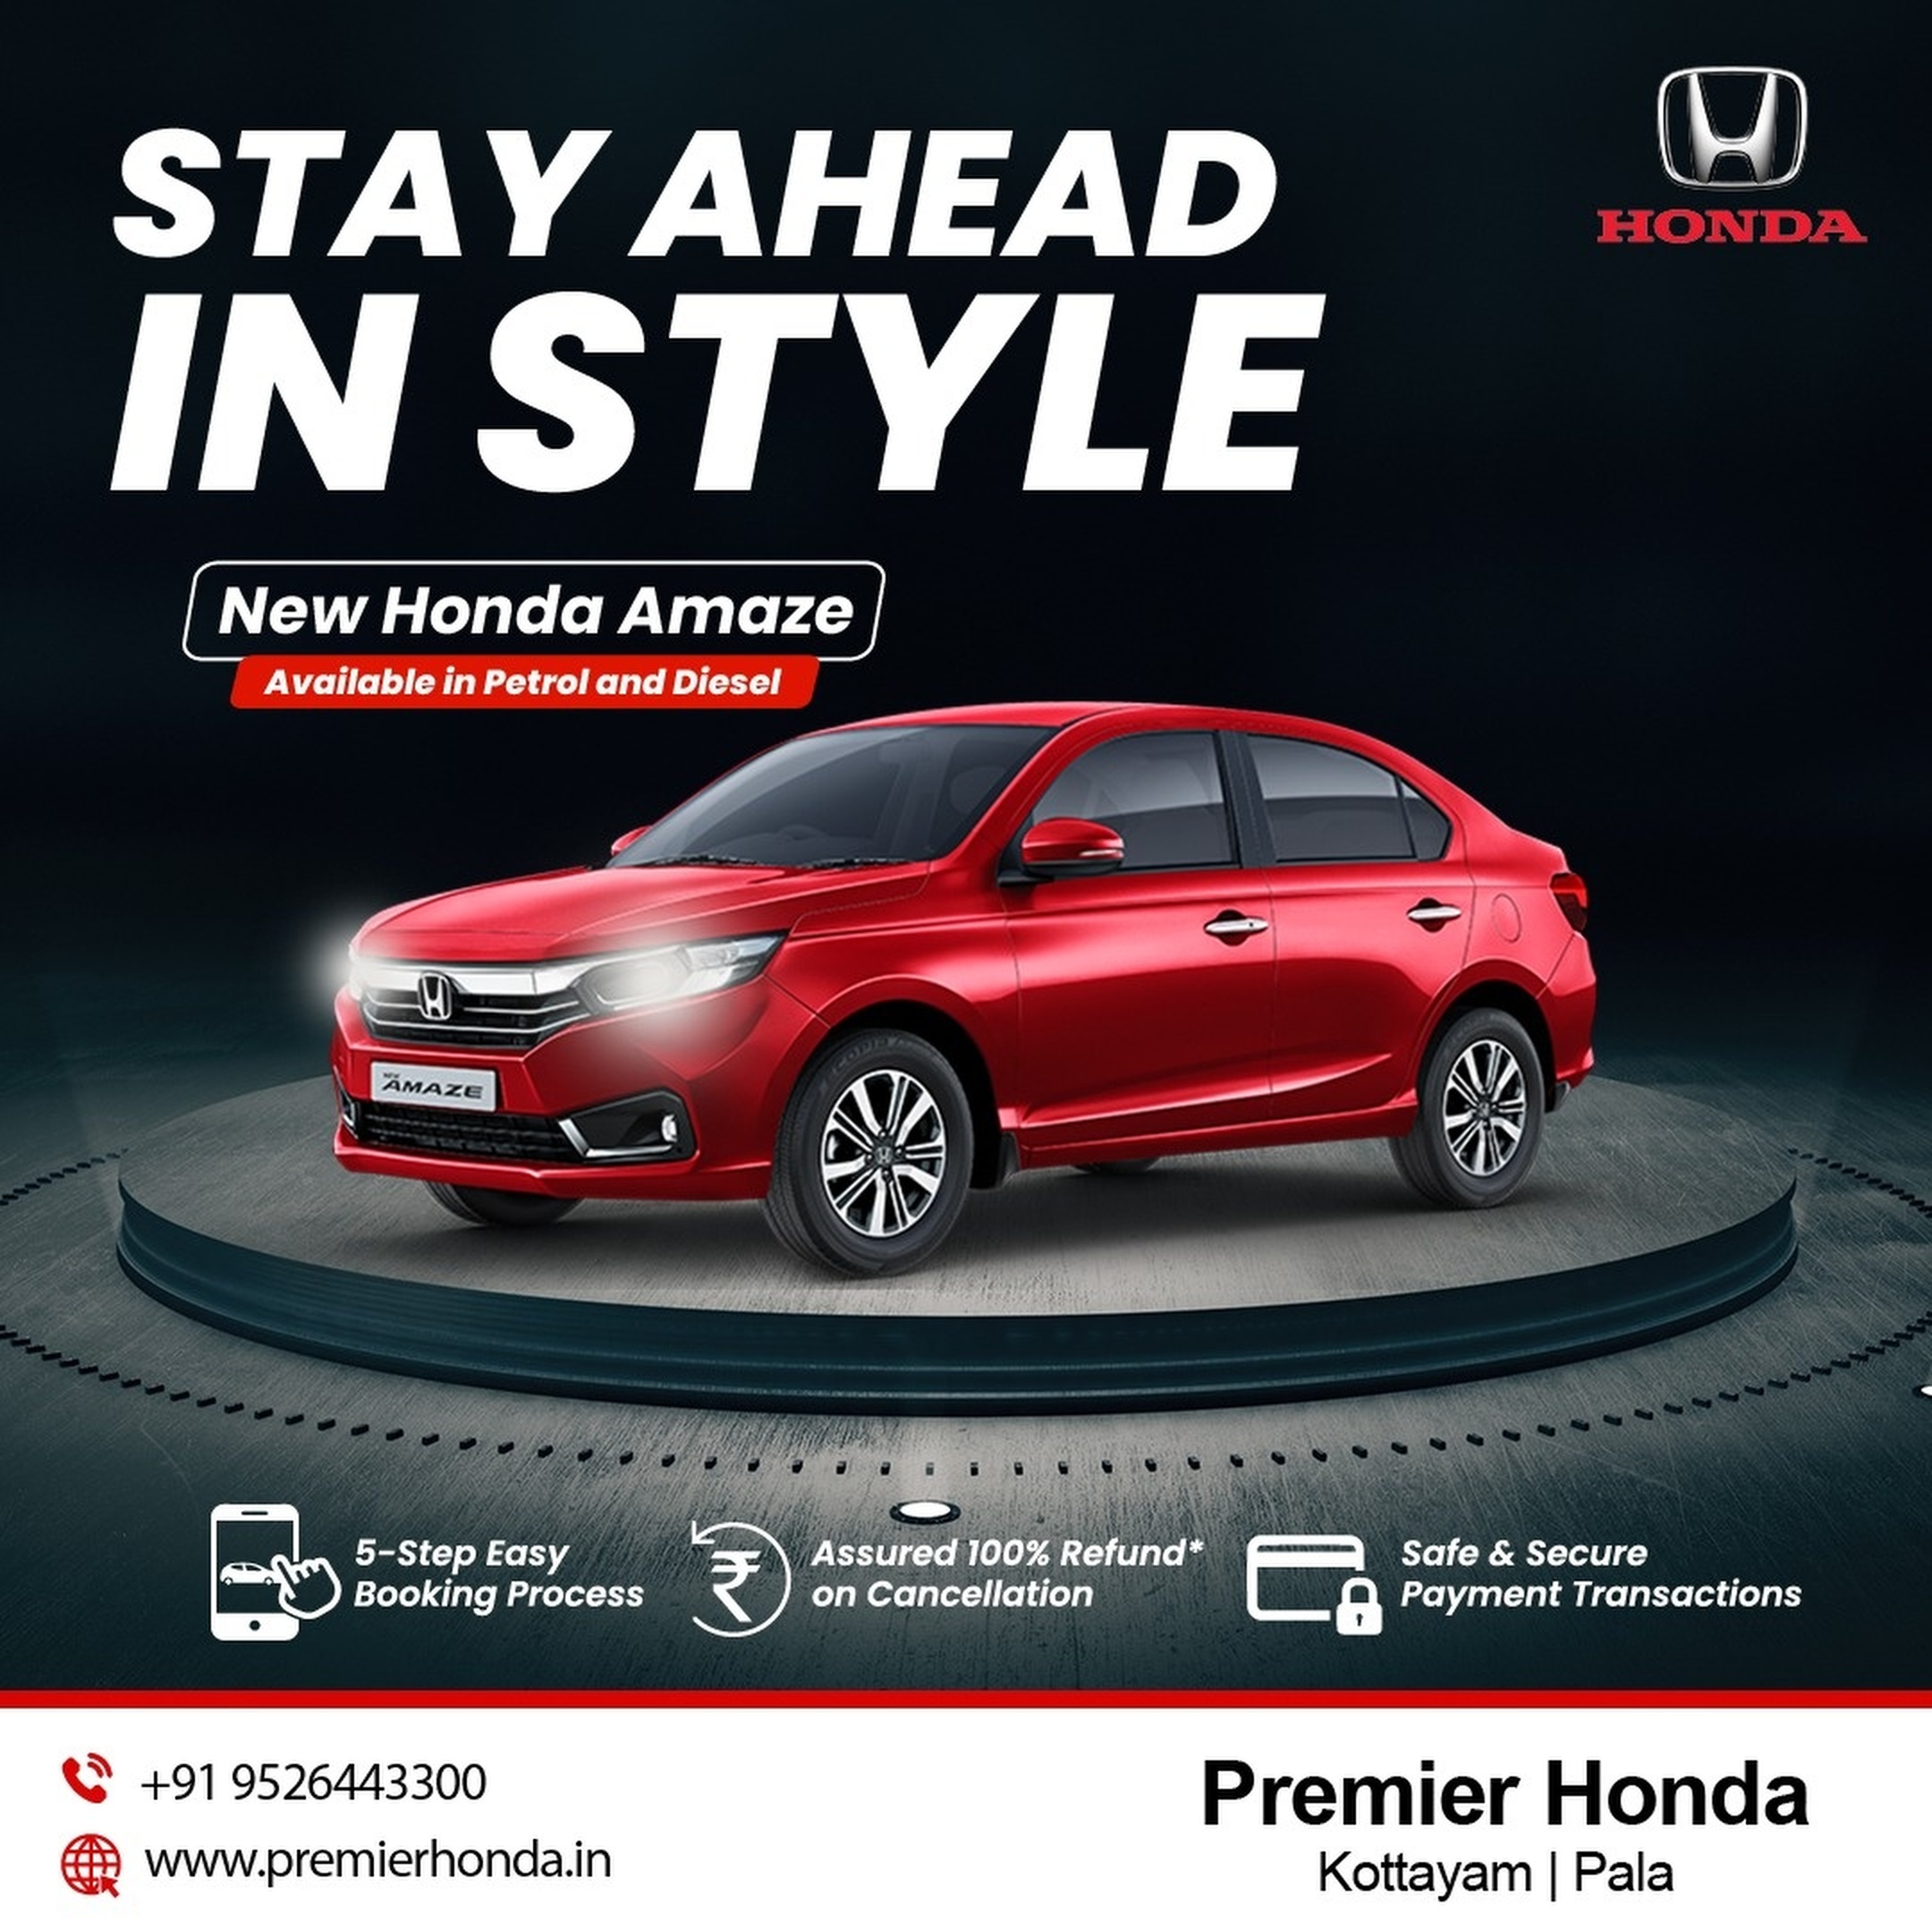 STAY AHEAD
IN STYLE
HONDA
New Honda Amaze
Available in Petrol and Diesel
NEW
AMAZE
5-Step Easy
Booking Process
Assured 100% Refund*
on Cancellation
Safe & Secure
Payment Transactions
+91 9526443300
www.premierhonda.in
Premier Honda
Kottayam | Pala